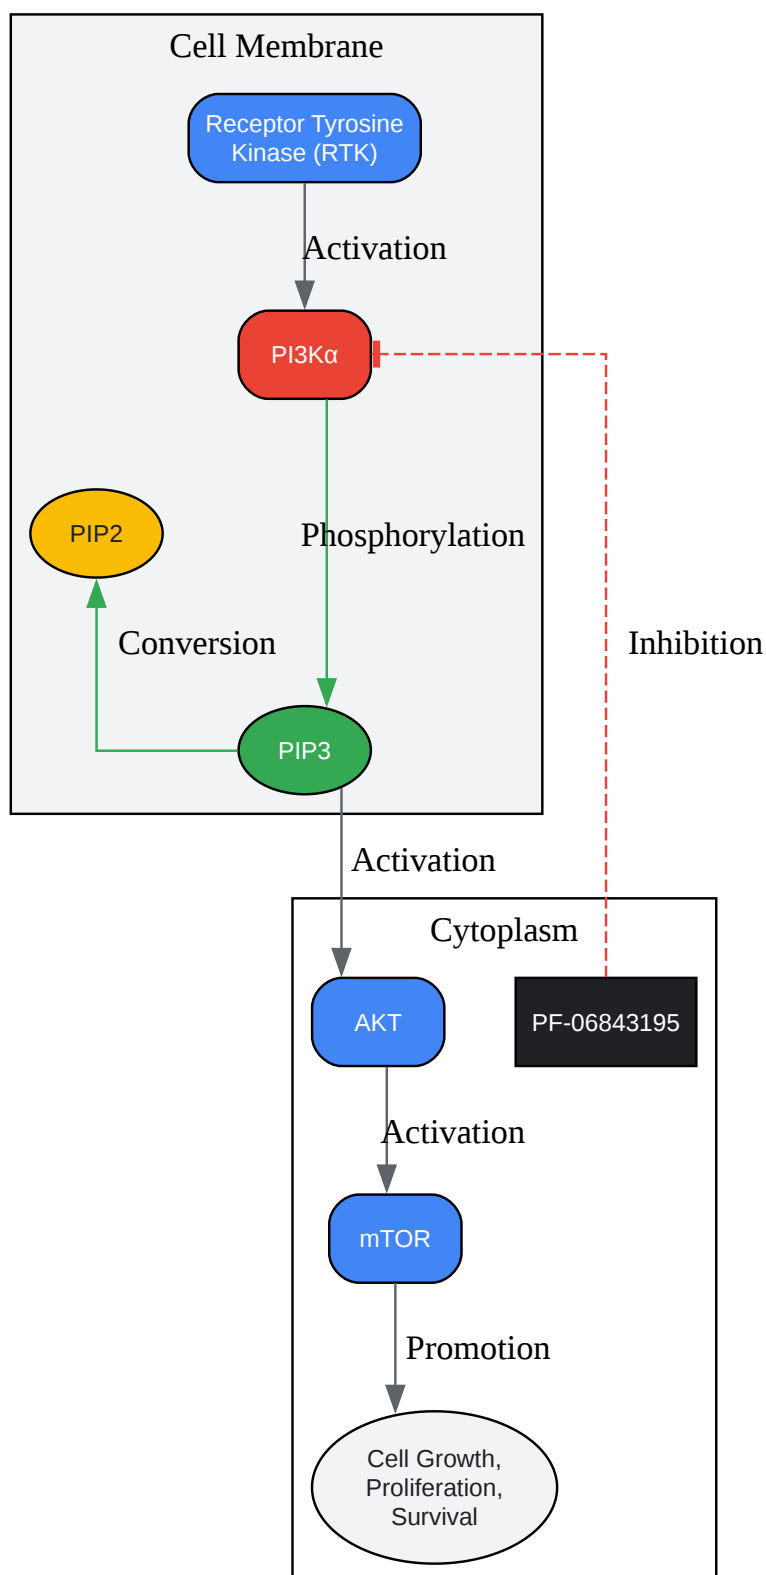 Cell Membrane
Receptor Tyrosine
Kinase (RTK)
Activation
PI3Kα
PIP2
Phosphorylation
Conversion
Inhibition
PIP3
Activation
Cytoplasm
AKT
PF-06843195
Activation
mTOR
Promotion
Cell Growth,
Proliferation,
Survival